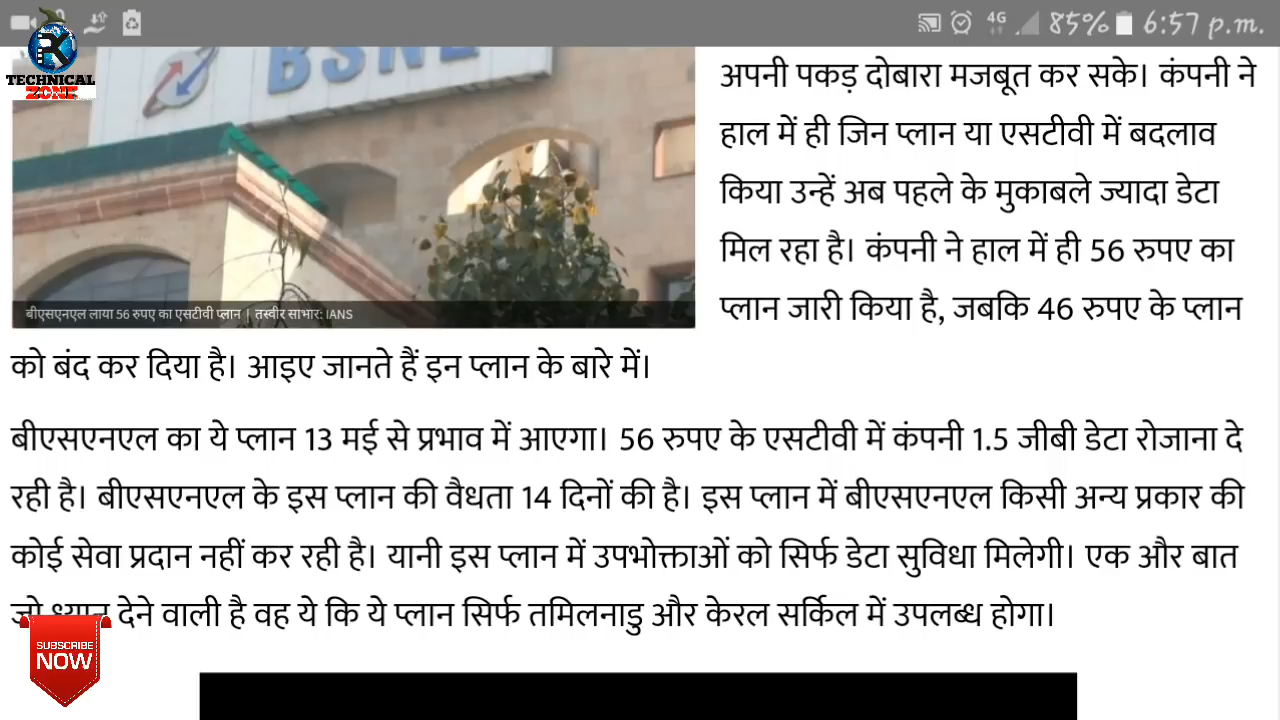 4G 85% 6:57 p.m.
TECHNICAL
ZONE
BSNL
अपनी पकड़ दोबारा मजबूत कर सके। कंपनी ने
हाल में ही जिन प्लान या एसटीवी में बदलाव
किया उन्हें अब पहले के मुकाबले ज्यादा डेटा
मिल रहा है। कंपनी ने हाल में ही 56 रुपए का
प्लान जारी किया है, जबकि 46 रुपए के प्लान
बीएसएनएल लाया 56 रुपए का एसटीवी प्लान | तस्वीर साभार: IANS
को बंद कर दिया है। आइए जानते हैं इन प्लान के बारे में।
बीएसएनएल का ये प्लान 13 मई से प्रभाव में आएगा। 56 रुपए के एसटीवी में कंपनी 1.5 जीबी डेटा रोजाना दे
रही है। बीएसएनएल के इस प्लान की वैधता 14 दिनों की है। इस प्लान में बीएसएनएल किसी अन्य प्रकार की
कोई सेवा प्रदान नहीं कर रही है। यानी इस प्लान में उपभोक्ताओं को सिर्फ डेटा सुविधा मिलेगी। एक और बात
जो ध्यान देने वाली है वह ये कि ये प्लान सिर्फ तमिलनाडु और केरल सर्किल में उपलब्ध होगा।
SUBSCRIBE
NOW